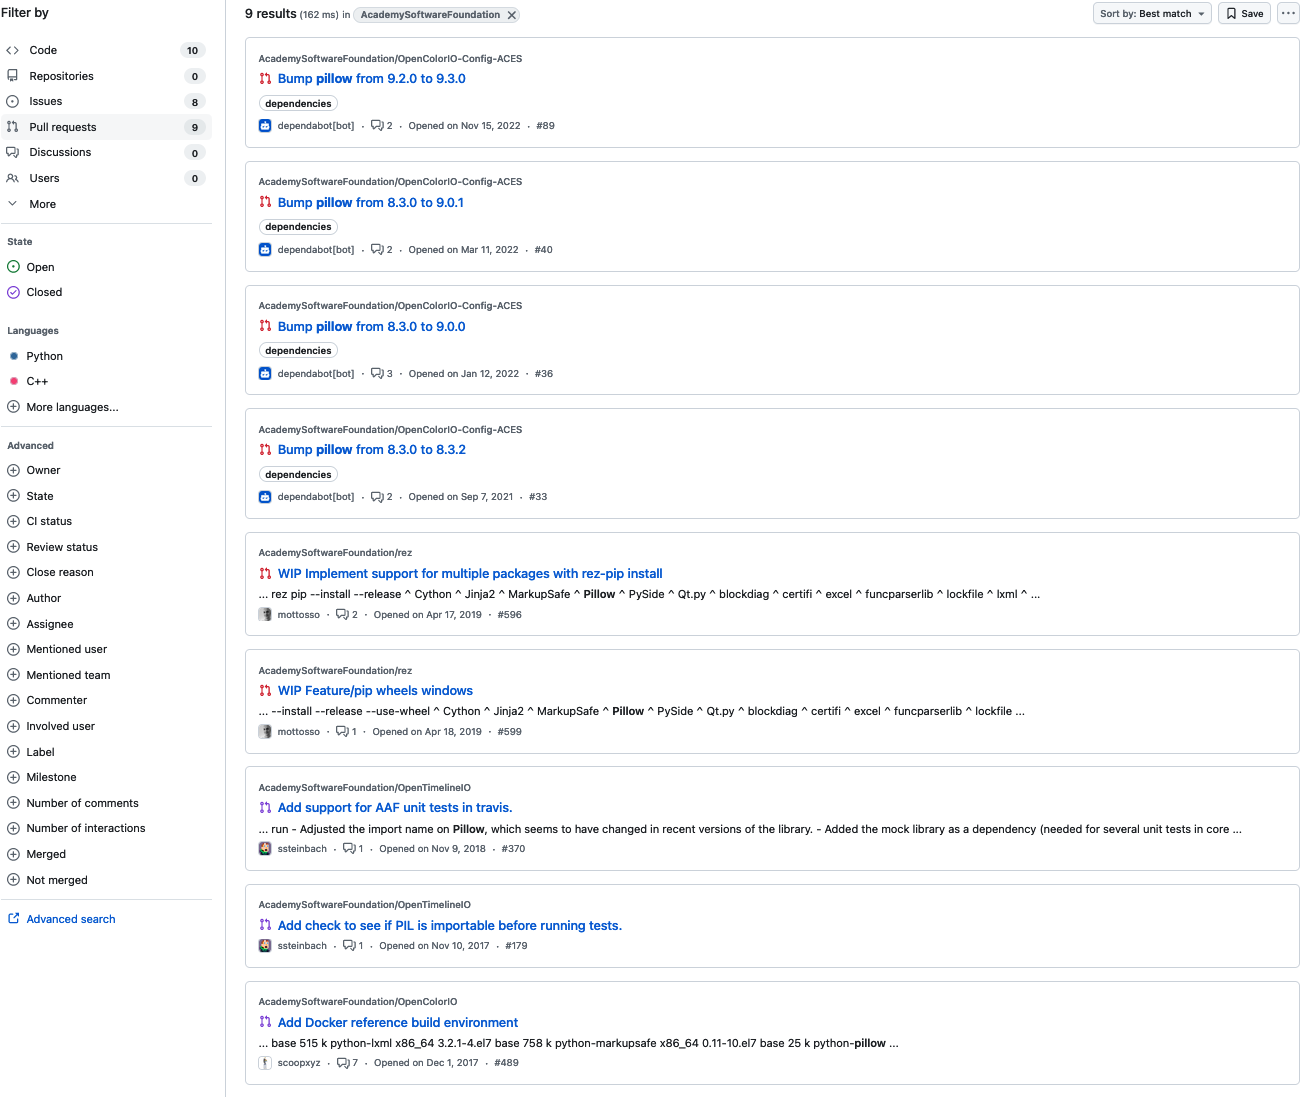 Filter by
Code 10
Repositories 0
Issues 8
Pull requests 9
Discussions 0
Users 0
More
State
Open
Closed
Languages
Python
C++
More languages...
Advanced
Owner
State
CI status
Review status
Close reason
Author
Assignee
Mentioned user
Mentioned team
Commenter
Involved user
Label
Milestone
Number of comments
Number of interactions
Merged
Not merged
Advanced search
9 results (162 ms) in AcademySoftwareFoundation
Sort by: Best match Save
AcademySoftwareFoundation/OpenColorIO-Config-ACES
Bump pillow from 9.2.0 to 9.3.0
dependencies
dependabot[bot] · 2 · Opened on Nov 15, 2022 · #89
AcademySoftwareFoundation/OpenColorIO-Config-ACES
Bump pillow from 8.3.0 to 9.0.1
dependencies
dependabot[bot] · 2 · Opened on Mar 11, 2022 · #40
AcademySoftwareFoundation/OpenColorIO-Config-ACES
Bump pillow from 8.3.0 to 9.0.0
dependencies
dependabot[bot] · 3 · Opened on Jan 12, 2022 · #36
AcademySoftwareFoundation/OpenColorIO-Config-ACES
Bump pillow from 8.3.0 to 8.3.2
dependencies
dependabot[bot] · 2 · Opened on Sep 7, 2021 · #33
AcademySoftwareFoundation/rez
WIP Implement support for multiple packages with rez-pip install
... rez pip --install --release ^ Cython ^ Jinja2 ^ MarkupSafe ^ Pillow ^ PySide ^ Qt.py ^ blockdiag ^ certifi ^ excel ^ funcparserlib ^ lockfile ^ lxml ^ ...
mottosso · 2 · Opened on Apr 17, 2019 · #596
AcademySoftwareFoundation/rez
WIP Feature/pip wheels windows
... --install --release --use-wheel ^ Cython ^ Jinja2 ^ MarkupSafe ^ Pillow ^ PySide ^ Qt.py ^ blockdiag ^ certifi ^ excel ^ funcparserlib ^ lockfile ...
mottosso · 1 · Opened on Apr 18, 2019 · #599
AcademySoftwareFoundation/OpenTimelineIO
Add support for AAF unit tests in travis.
... run - Adjusted the import name on Pillow, which seems to have changed in recent versions of the library. - Added the mock library as a dependency (needed for several unit tests in core ...
ssteinbach · 1 · Opened on Nov 9, 2018 · #370
AcademySoftwareFoundation/OpenTimelineIO
Add check to see if PIL is importable before running tests.
ssteinbach · 1 · Opened on Nov 10, 2017 · #179
AcademySoftwareFoundation/OpenColorIO
Add Docker reference build environment
... base 515 k python-lxml x86_64 3.2.1-4.el7 base 758 k python-markupsafe x86_64 0.11-10.el7 base 25 k python-pillow ...
scoopxyz · 7 · Opened on Dec 1, 2017 · #489